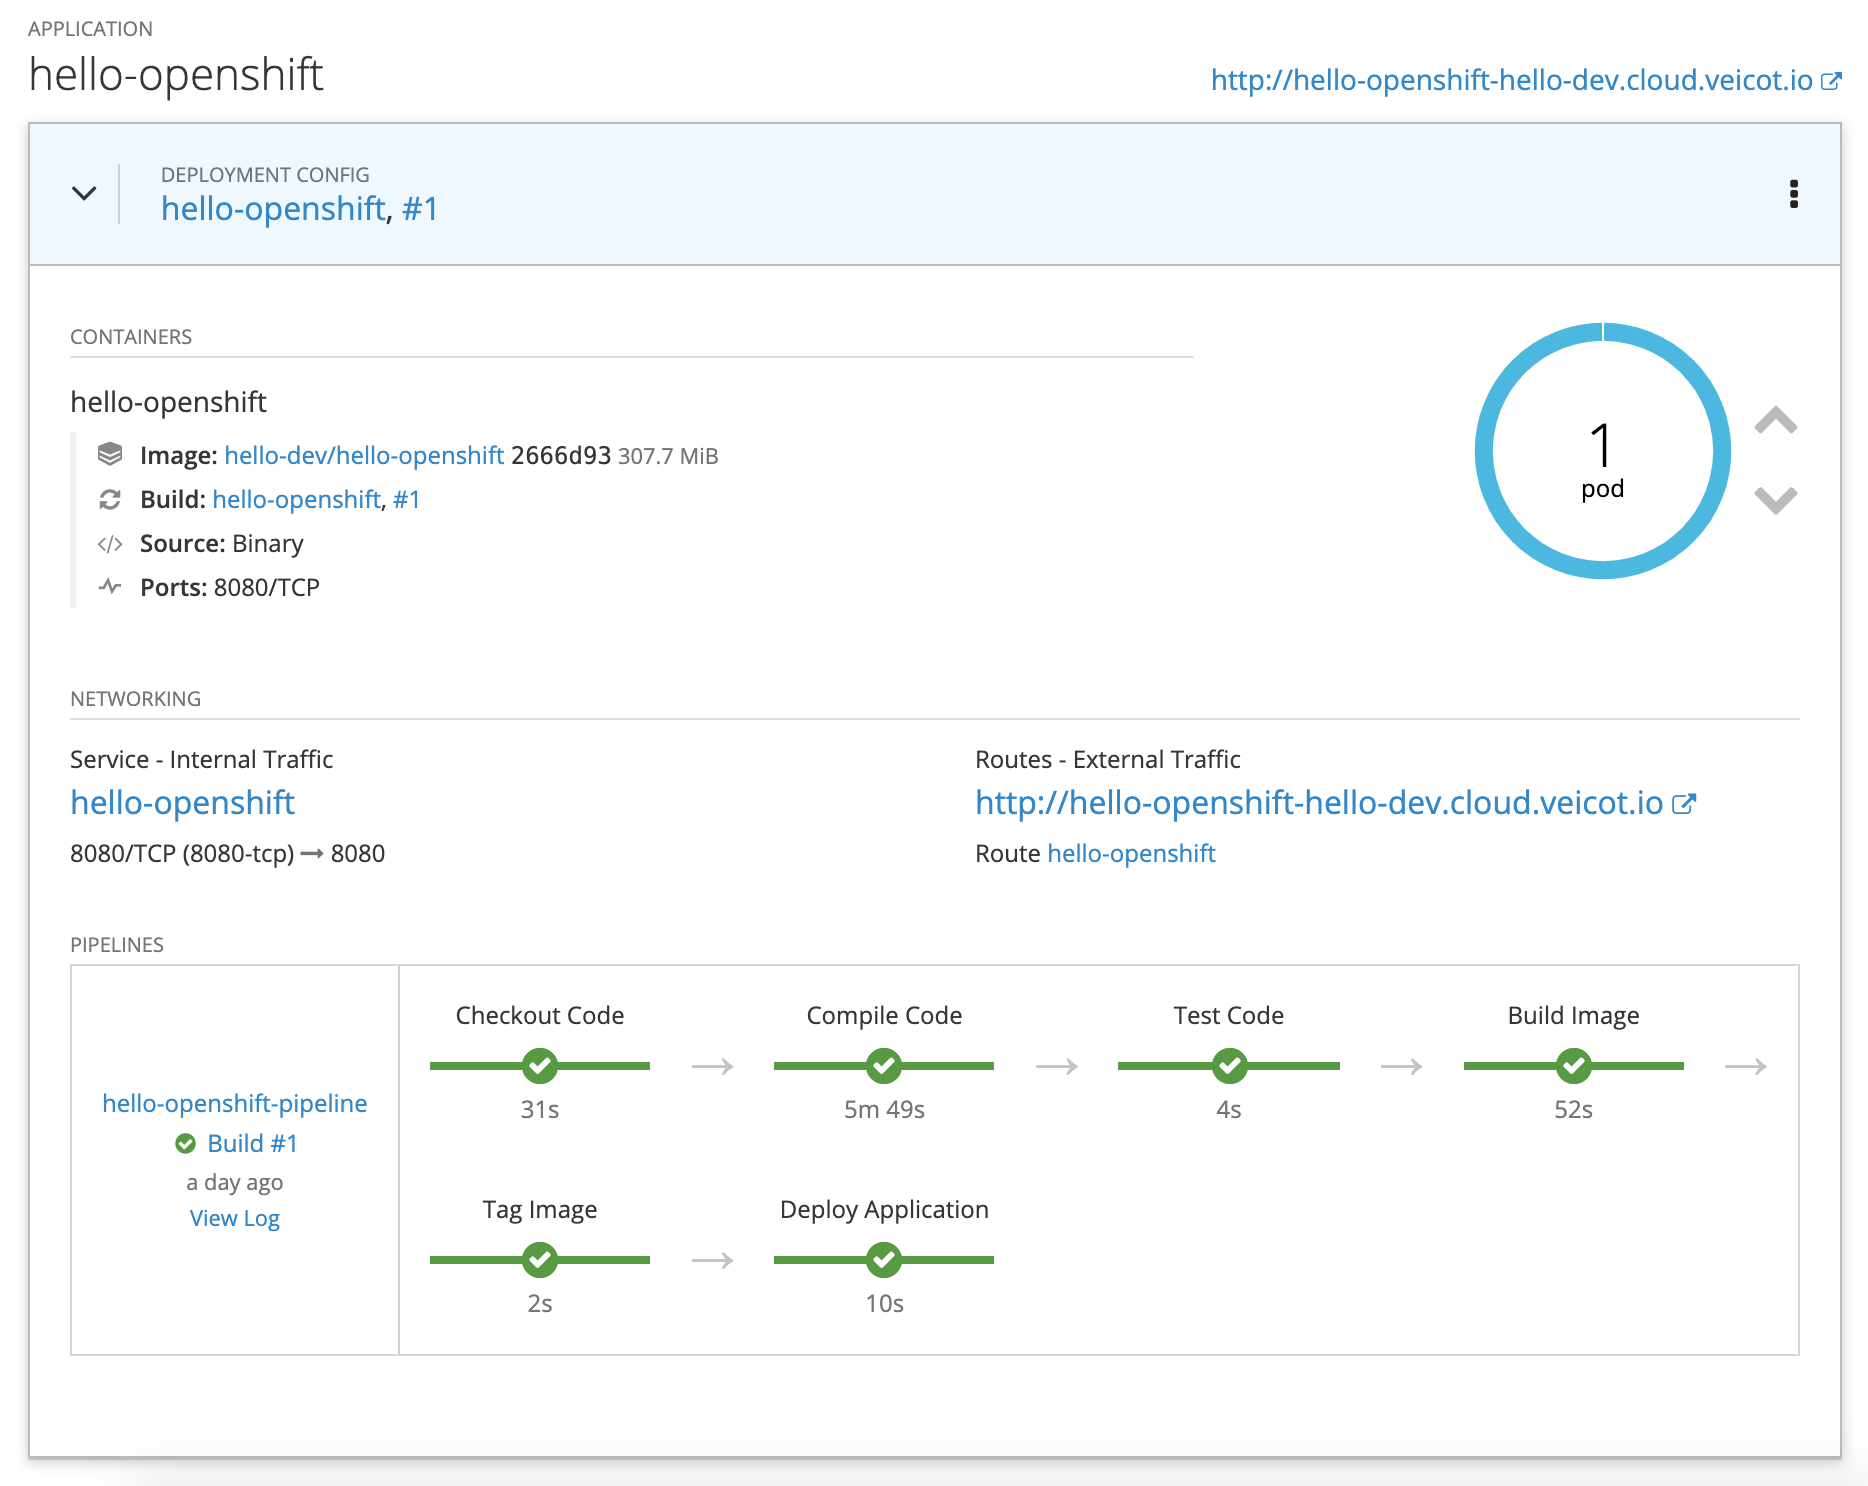 APPLICATION
hello-openshift
http://hello-openshift-hello-dev.cloud.veicot.io
DEPLOYMENT CONFIG
hello-openshift, #1
CONTAINERS
hello-openshift
Image: hello-dev/hello-openshift 2666d93 307.7 MiB
Build: hello-openshift, #1
Source: Binary
Ports: 8080/TCP
1
pod
NETWORKING
Service - Internal Traffic
hello-openshift
8080/TCP (8080-tcp) → 8080
Routes - External Traffic
http://hello-openshift-hello-dev.cloud.veicot.io
Route hello-openshift
PIPELINES
hello-openshift-pipeline
Build #1
a day ago
View Log
Checkout Code
31s
Compile Code
5m 49s
Test Code
4s
Build Image
52s
Tag Image
2s
Deploy Application
10s